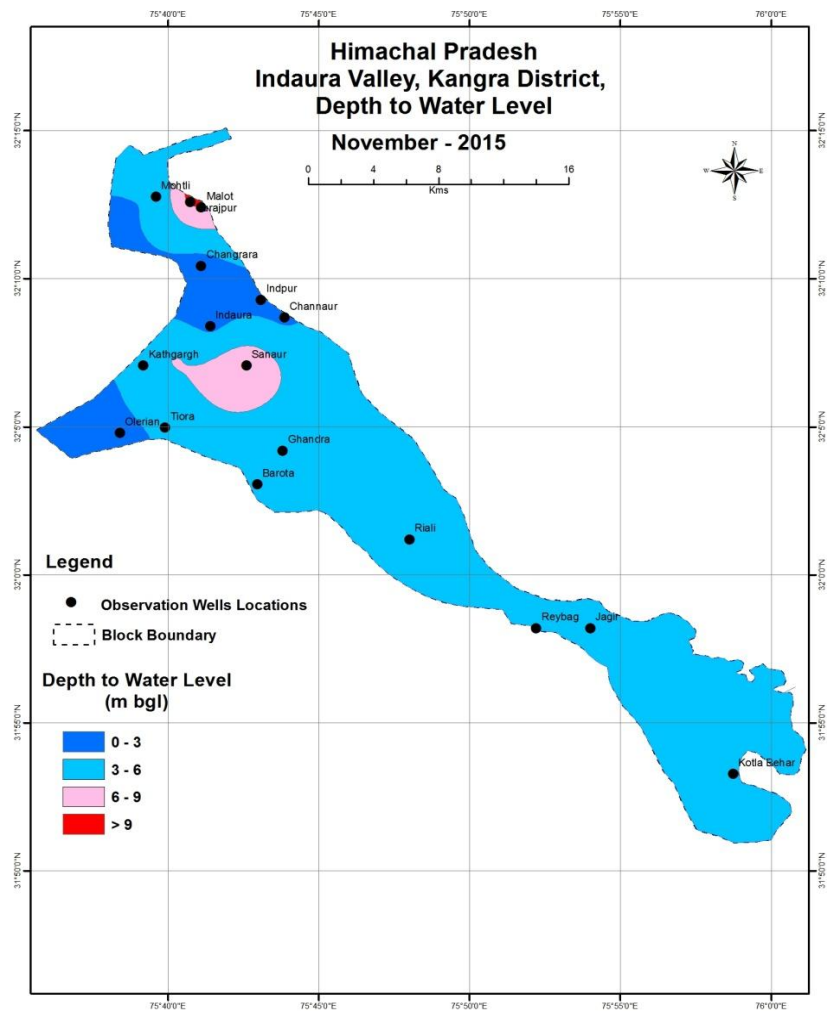 75°40'0"E 75°45'0"E 75°50'0"E 75°55'0"E 76°0'0"E
Himachal Pradesh
Indaura Valley, Kangra District,
Depth to Water Level
November - 2015
0 4 8 12 16
Kms
N
W E
S
32°15'0"N
32°15'0"N
Mohtli
Malot
Changrara
32°10'0"N
32°10'0"N
Indpur
Channaur
Indaura
Kathgargh
Sanaur
32°5'0"N
32°5'0"N
Olerian
Tiora
Ghandra
Barota
Riali
Legend
32°0'0"N
32°0'0"N
Observation Wells Locations
Block Boundary
Reybag
Jagir
Depth to Water Level
(m bgl)
31°55'0"N
31°55'0"N
0 - 3
3 - 6
6 - 9
> 9
Kotla Behar
31°50'0"N
31°50'0"N
75°40'0"E 75°45'0"E 75°50'0"E 75°55'0"E 76°0'0"E